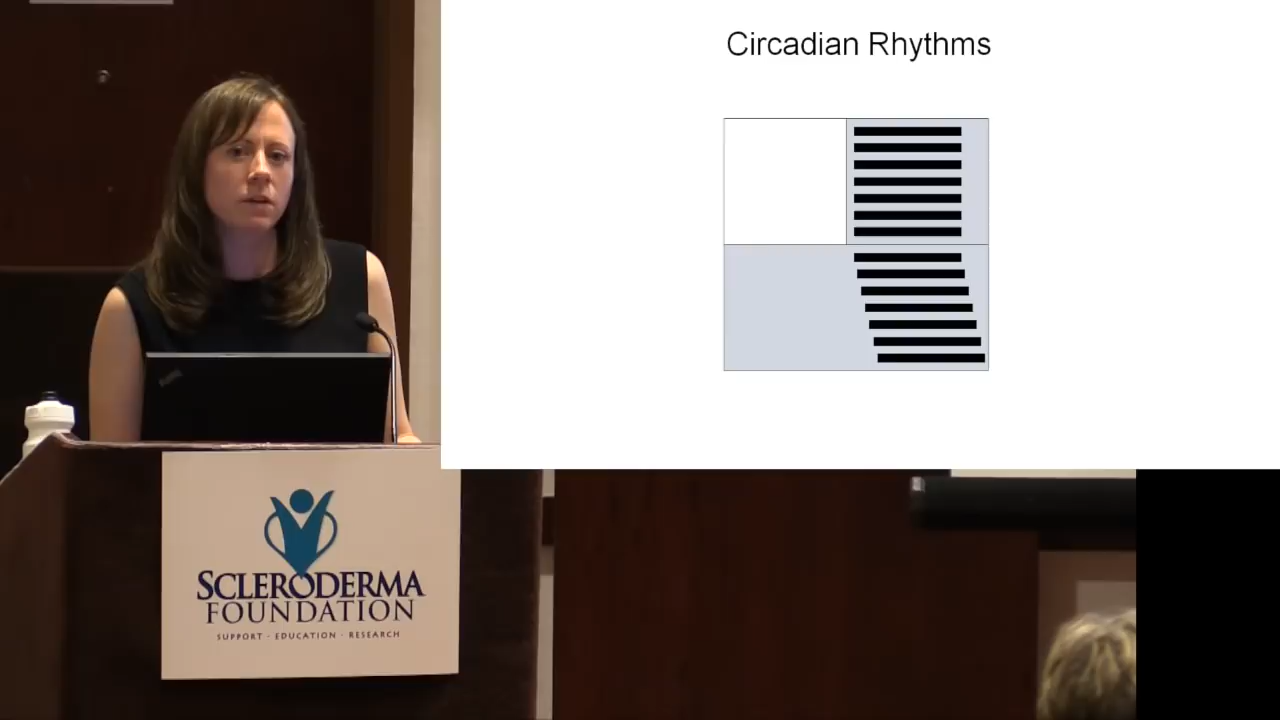 Circadian Rhythms
SCLERODERMA
FOUNDATION
SUPPORT · EDUCATION · RESEARCH